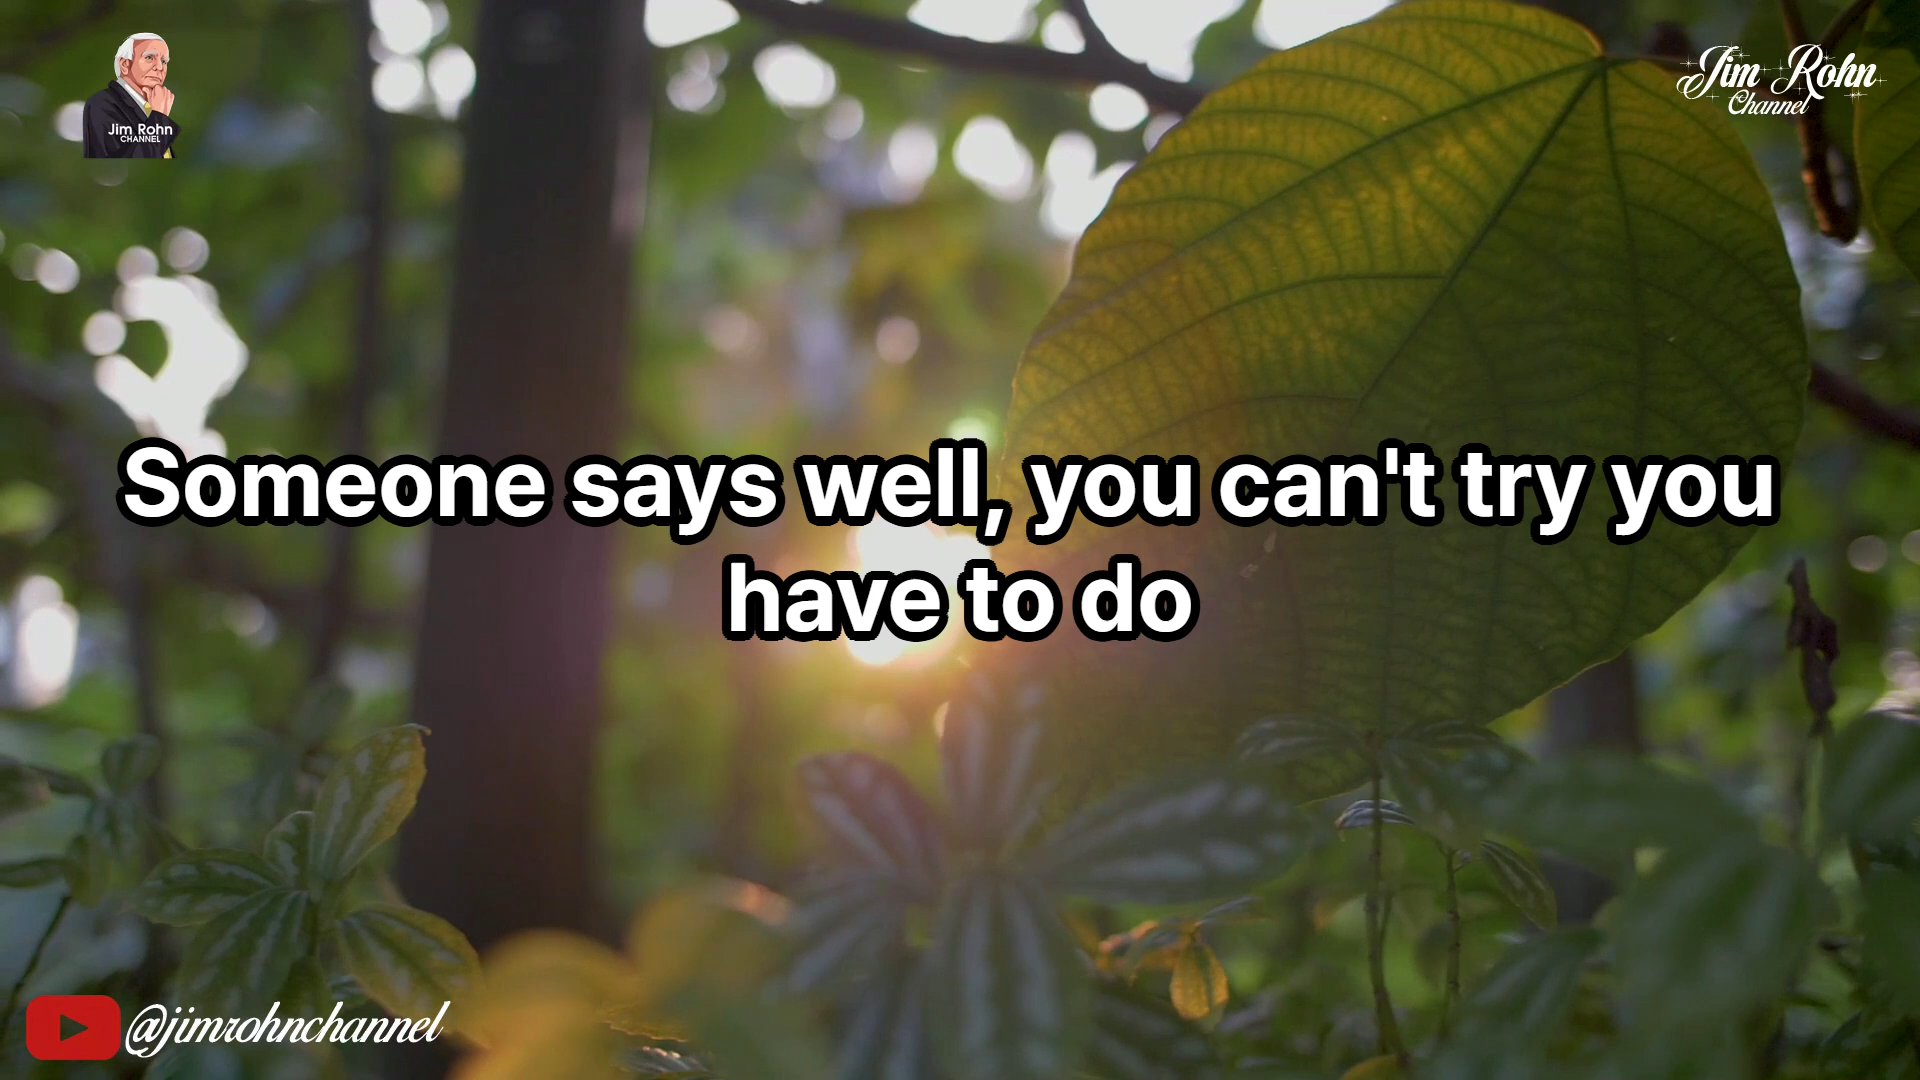 Jim Rohn
CHANNEL
Jim Rohn
Channel
Someone says well, you can't try you
have to do
@jimrohnchannel